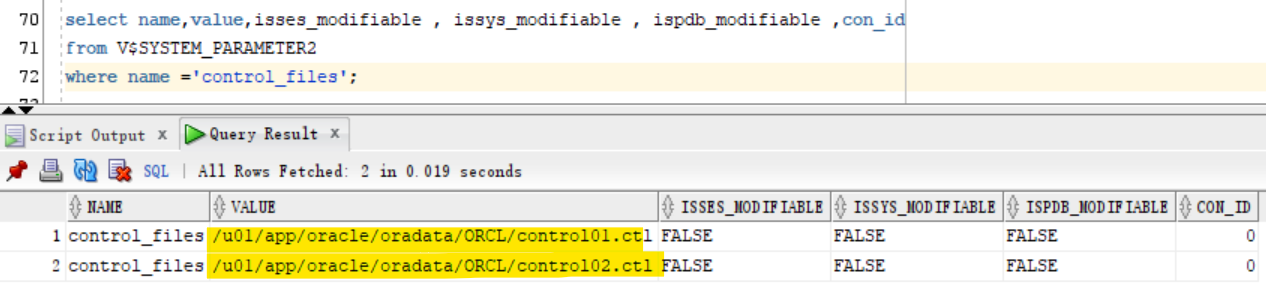 70 select name,value,isses_modifiable , issys_modifiable , ispdb_modifiable ,con_id
71 from V$SYSTEM_PARAMETER2
72 where name ='control_files';
Script Output x Query Result x
SQL | All Rows Fetched: 2 in 0.019 seconds
NAME VALUE ISSES_MODIFIABLE ISSYS_MODIFIABLE ISPDB_MODIFIABLE CON_ID
1 control_files /u01/app/oracle/oradata/ORCL/control01.ctl FALSE FALSE FALSE 0
2 control_files /u01/app/oracle/oradata/ORCL/control02.ctl FALSE FALSE FALSE 0